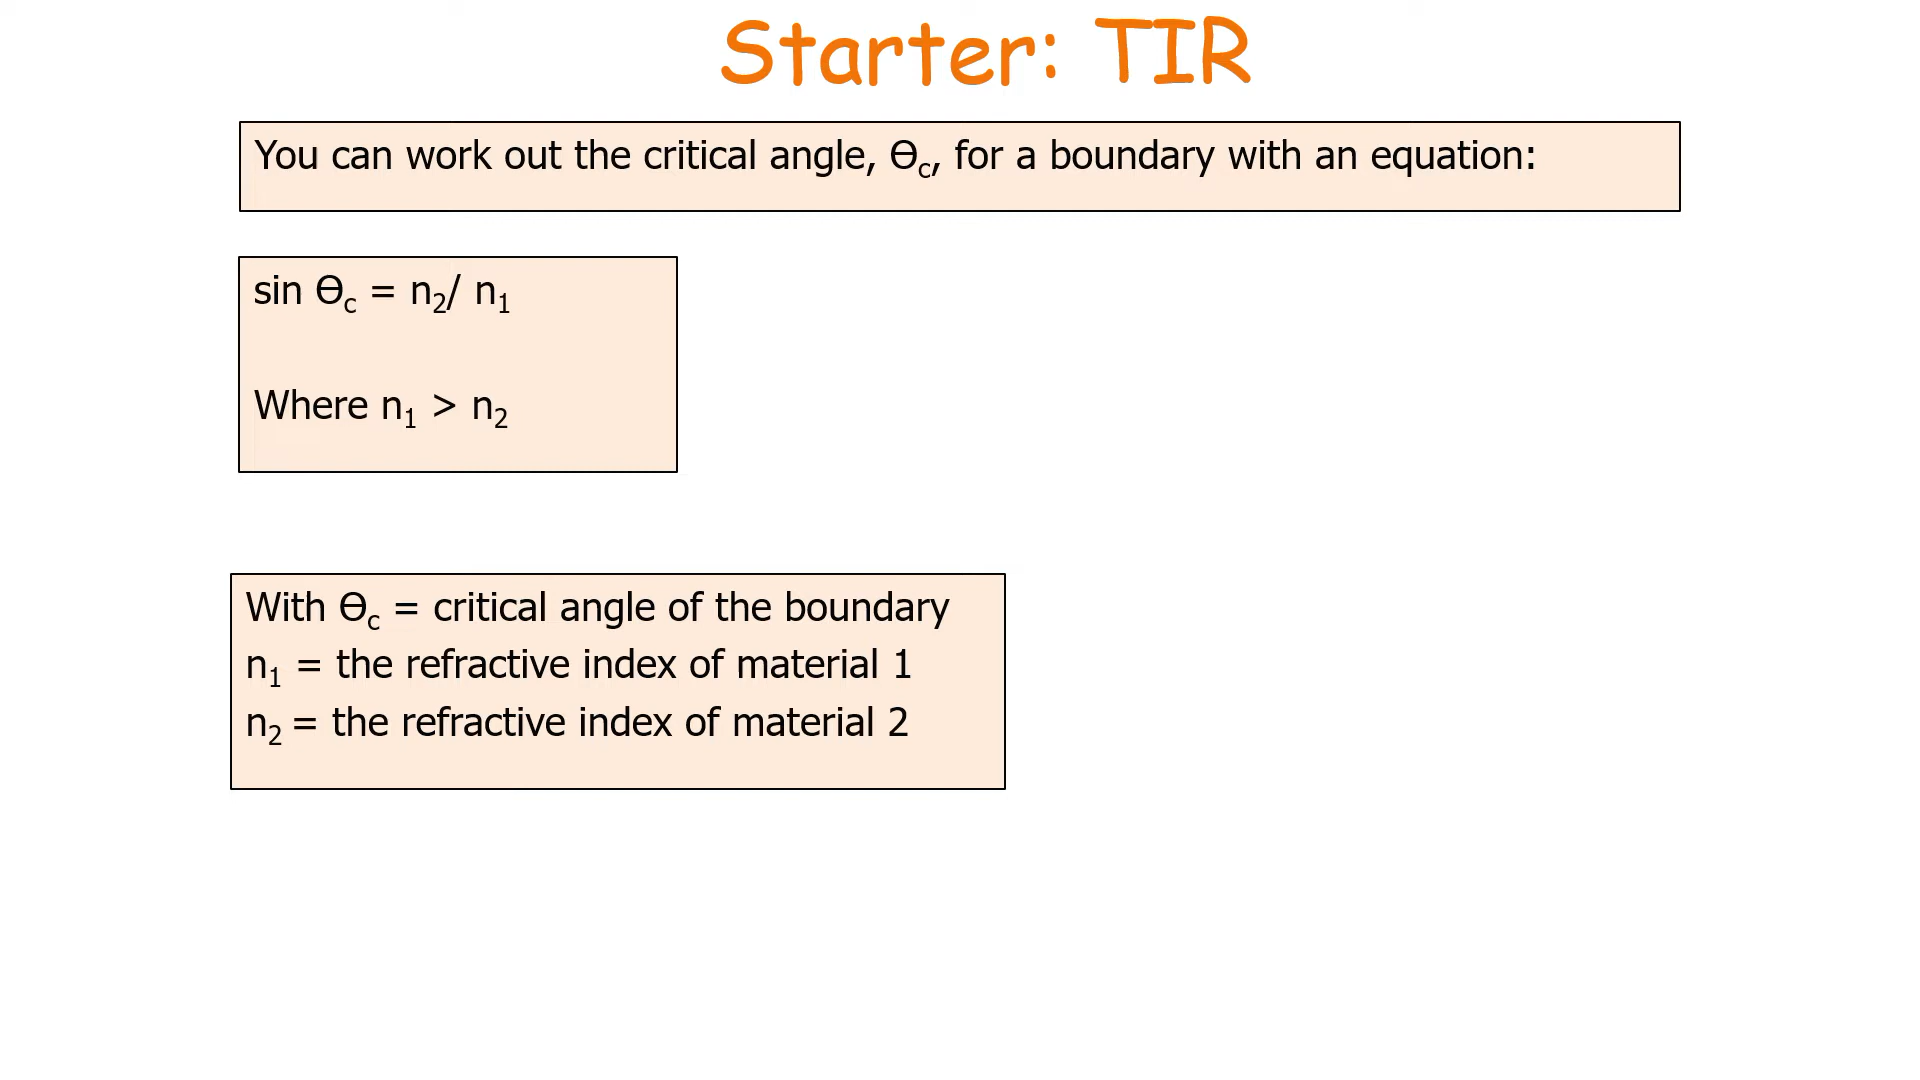 Starter: TIR
You can work out the critical angle, ϴc, for a boundary with an equation:
sin ϴc = n2/ n1
Where n1 > n2
With ϴc = critical angle of the boundary
n1 = the refractive index of material 1
n2 = the refractive index of material 2